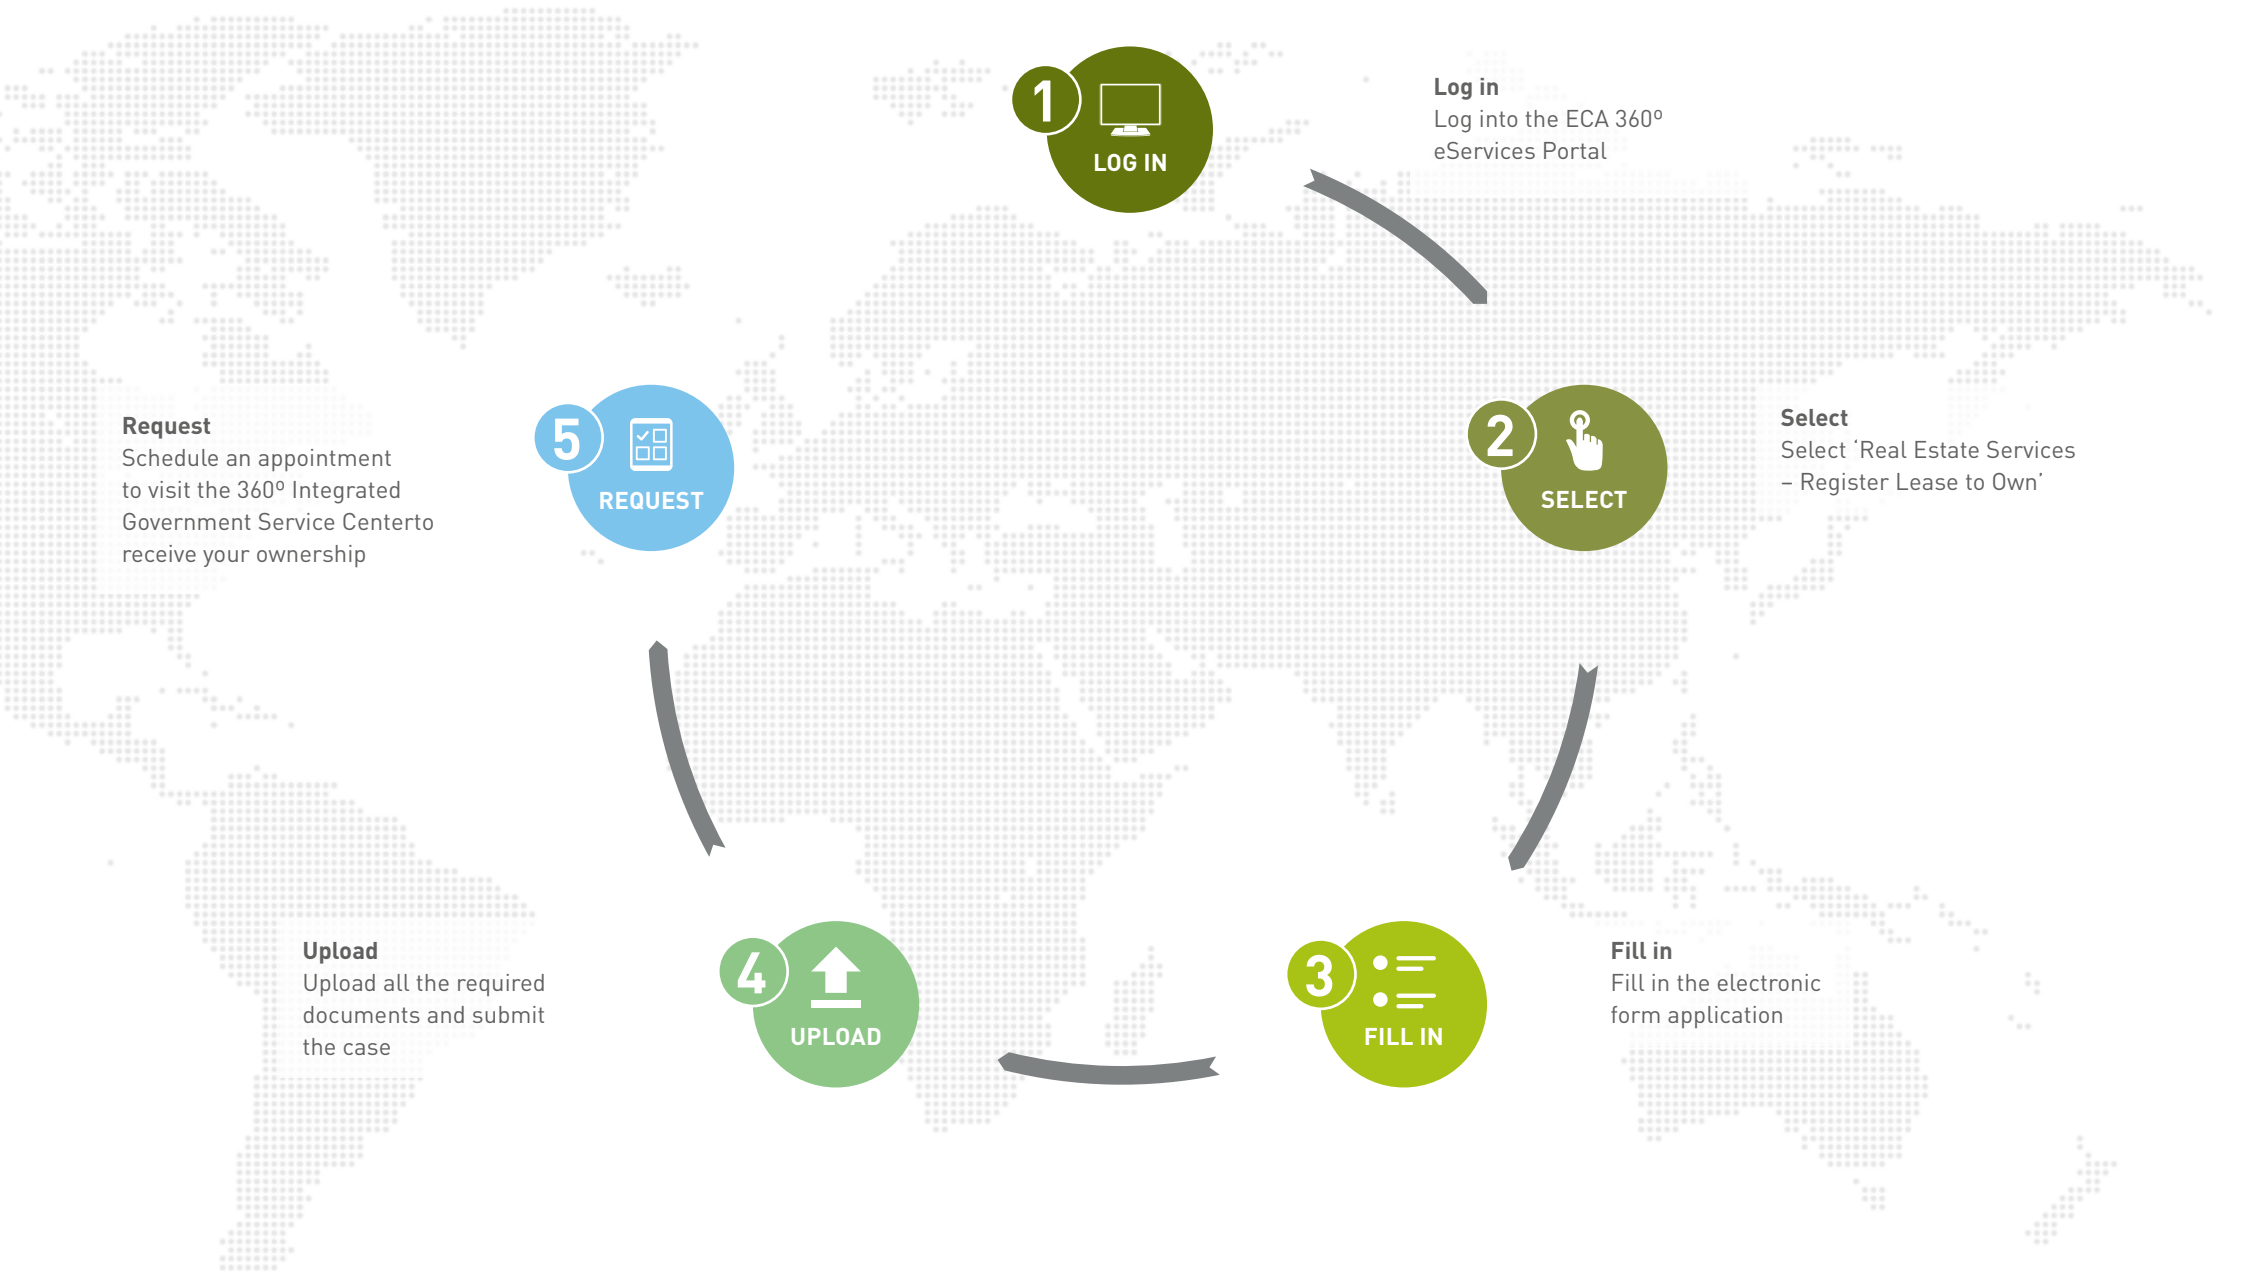 1
LOG IN
Log in
Log into the ECA 360º
eServices Portal
2
SELECT
Select
Select ‘Real Estate Services
– Register Lease to Own’
3
FILL IN
Fill in
Fill in the electronic
form application
4
UPLOAD
Upload
Upload all the required
documents and submit
the case
5
REQUEST
Request
Schedule an appointment
to visit the 360º Integrated
Government Service Centerto
receive your ownership